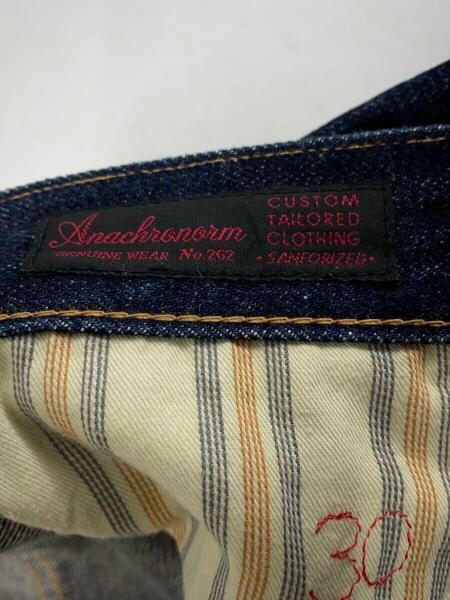 Anachronorm
GENUINE WEAR No.262
CUSTOM
TAILORED
CLOTHING
• SANFORIZED •
30